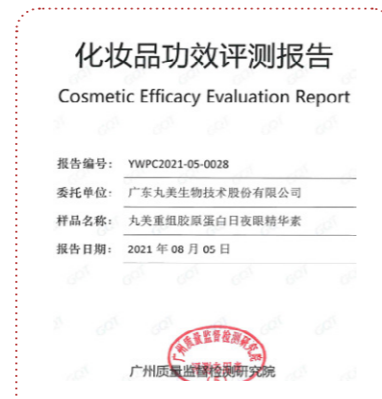 化妆品功效评测报告
Cosmetic Efficacy Evaluation Report
报告编号： YWPC2021-05-0028
委托单位： 广东丸美生物技术股份有限公司
样品名称： 丸美重组胶原蛋白日夜眼精华素
报告日期： 2021 年 08 月 05 日
广州质量监督检测研究院